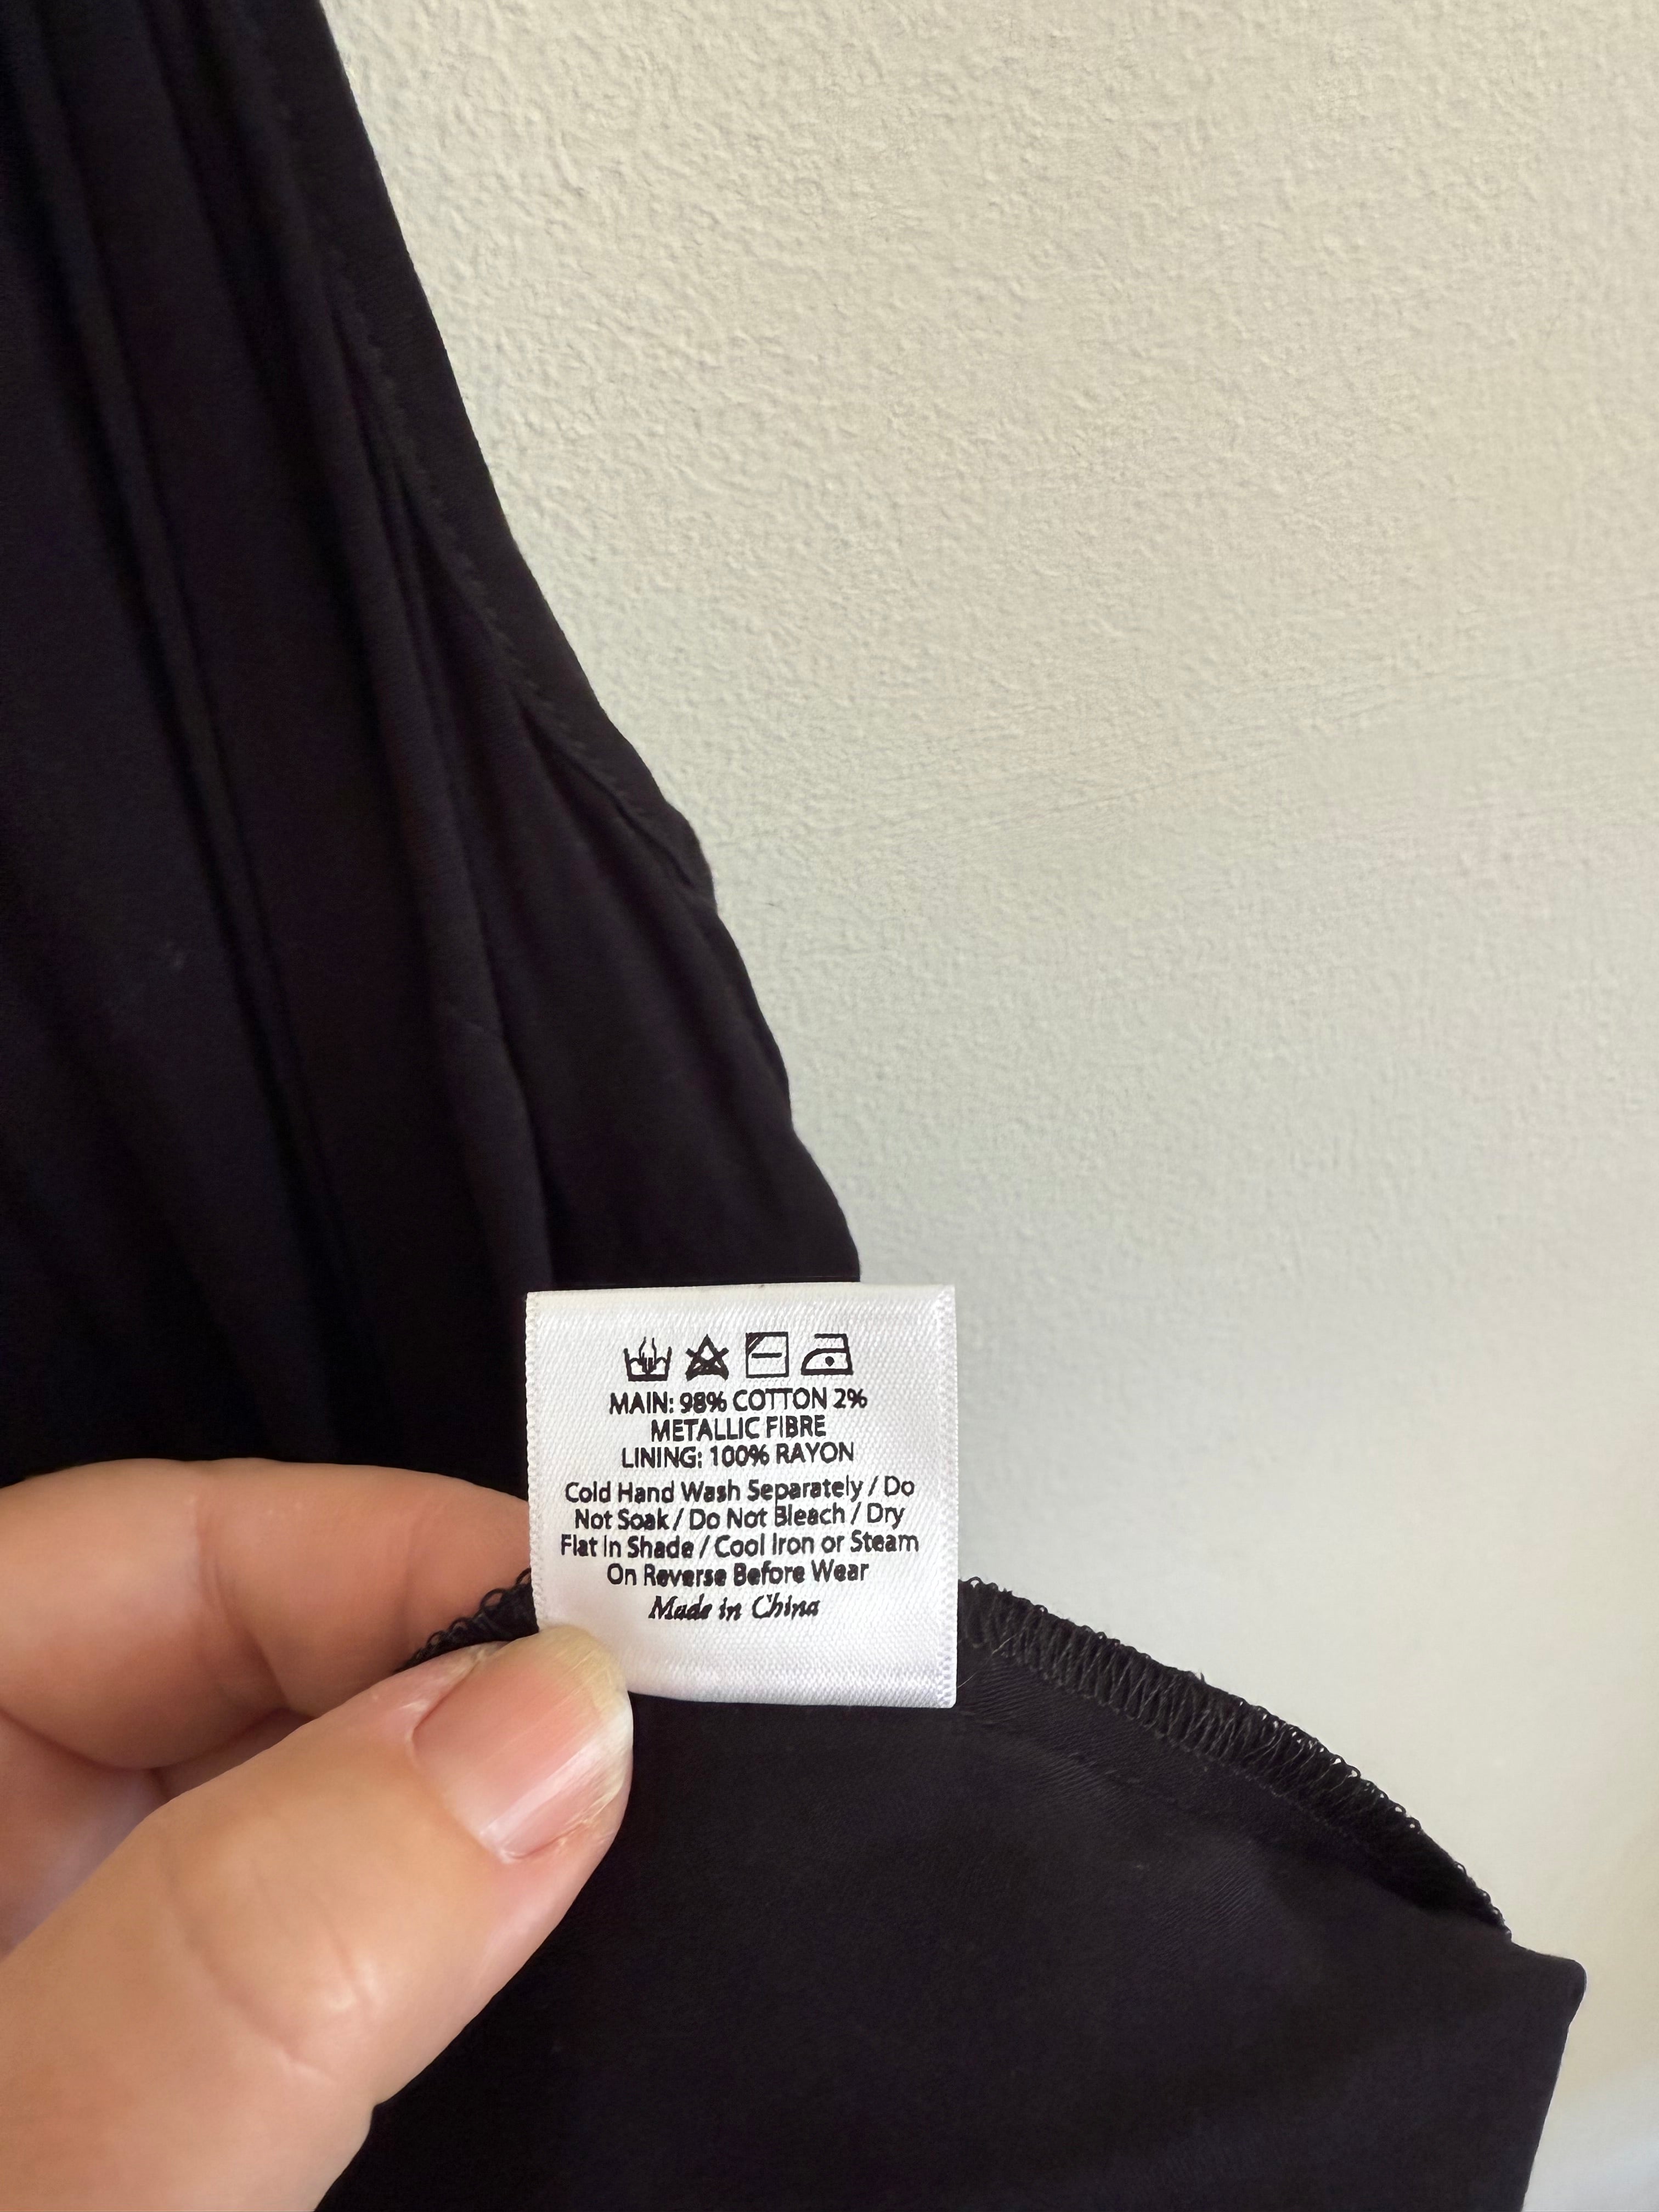 MAIN: 98% COTTON 2%
METALLIC FIBRE
LINING: 100% RAYON
Cold Hand Wash Separately / Do
Not Soak / Do Not Bleach / Dry
Flat In Shade / Cool Iron or Steam
On Reverse Before Wear
Made in China